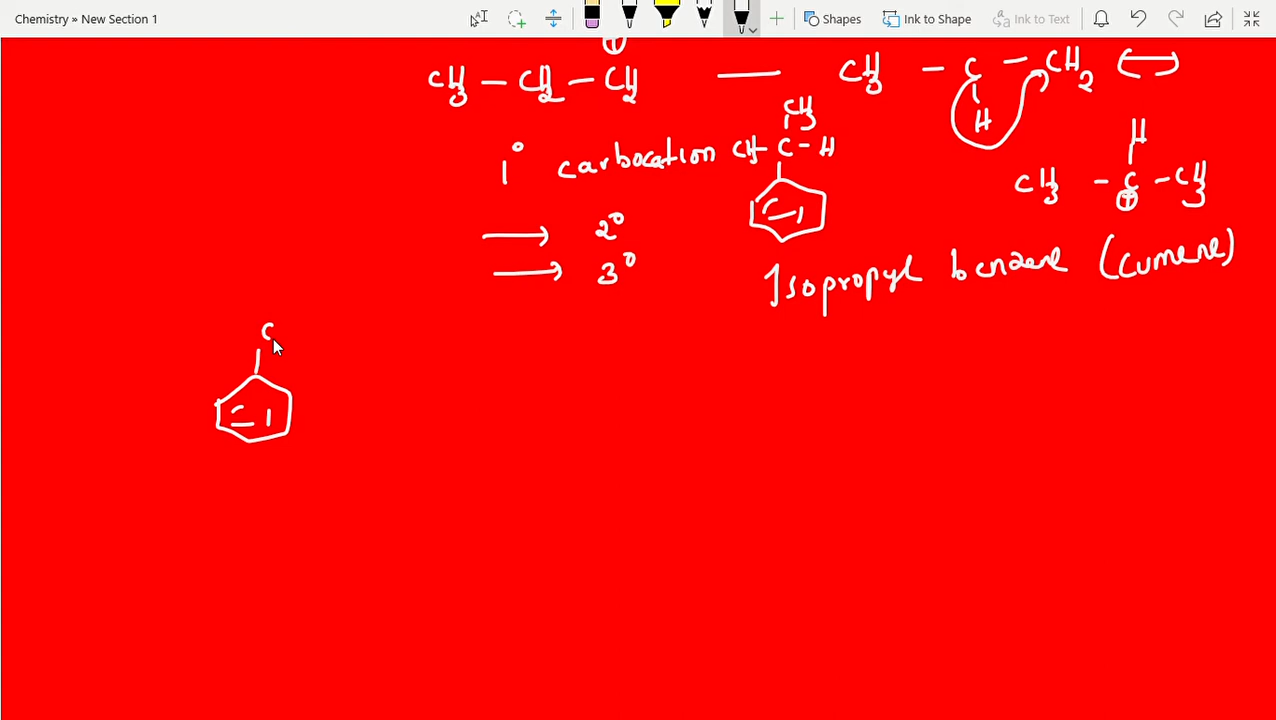 Chemistry » New Section 1
Shapes
Ink to Shape
Ink to Text
⊕
CH3 – CH2 – CH2 — CH3 – C – CH2 ↔
H
1° carbocation
CH3
CH – C – H
H
CH3 – C – CH3
⊕
→ 2°
→ 3°
Isopropyl benzene (cumene)
C